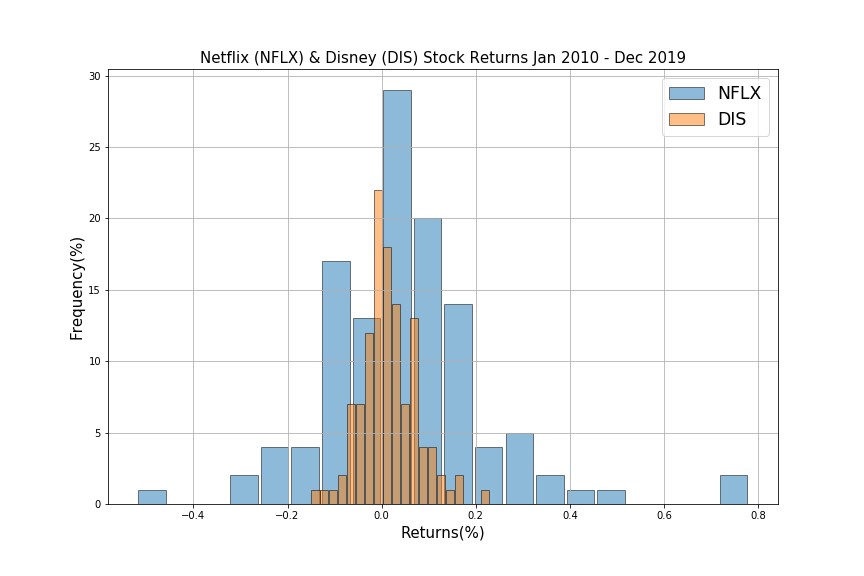 Netflix (NFLX) & Disney (DIS) Stock Returns Jan 2010 - Dec 2019
NFLX
DIS
Frequency(%)
30
25
20
15
10
5
0
−0.4 −0.2 0.0 0.2 0.4 0.6 0.8
Returns(%)